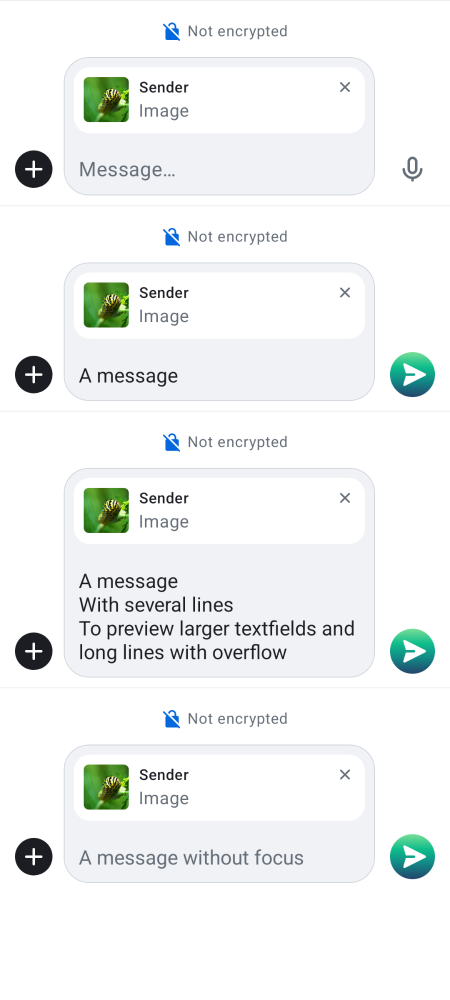 Not encrypted
Sender
Image
Message…
Not encrypted
Sender
Image
A message
Not encrypted
Sender
Image
A message
With several lines
To preview larger textfields and
long lines with overflow
Not encrypted
Sender
Image
A message without focus